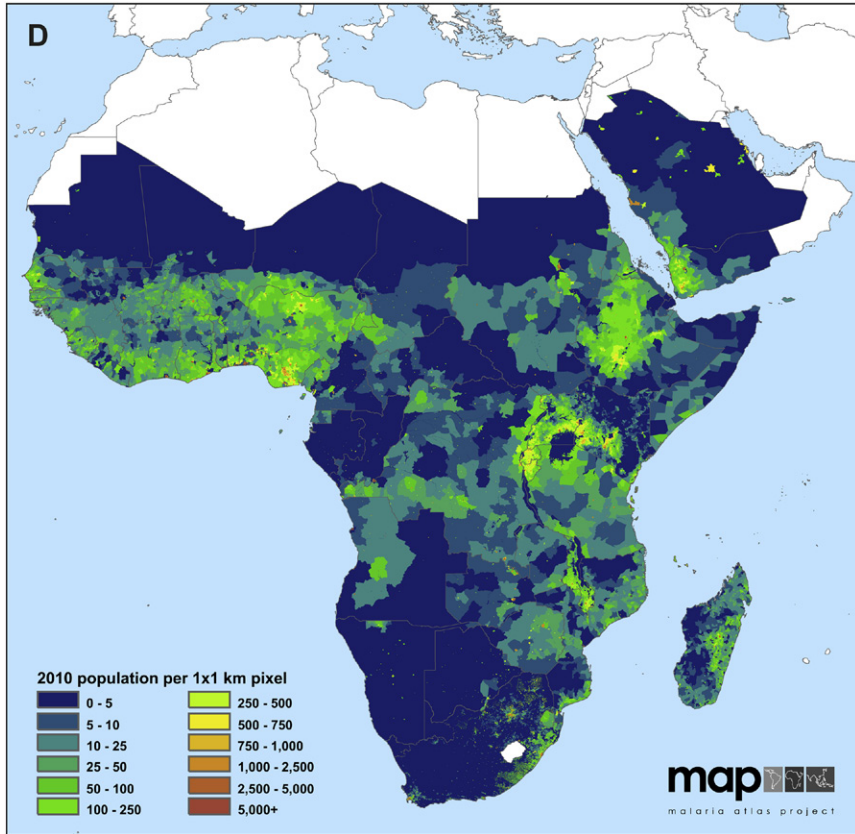 D
2010 population per 1x1 km pixel
0 - 5
5 - 10
10 - 25
25 - 50
50 - 100
100 - 250
250 - 500
500 - 750
750 - 1,000
1,000 - 2,500
2,500 - 5,000
5,000+
map
malaria atlas project